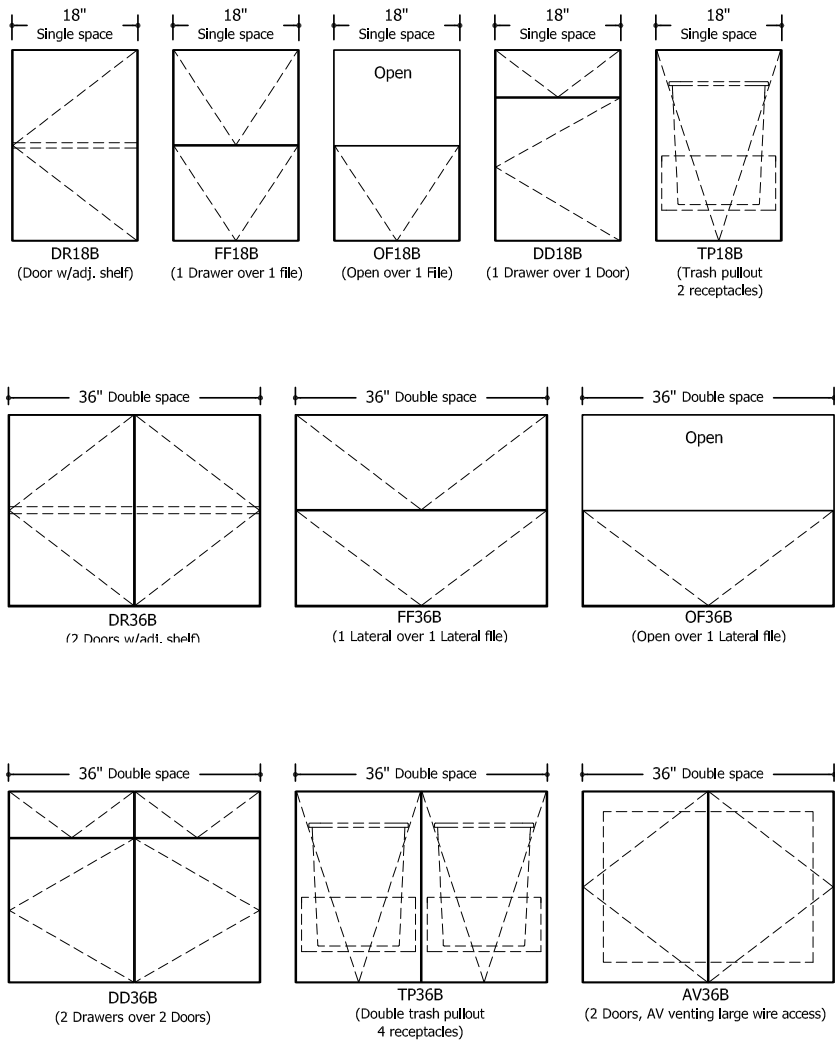 18"
Single space
18"
Single space
18"
Single space
18"
Single space
18"
Single space
Open
DR18B
(Door w/adj. shelf)
FF18B
(1 Drawer over 1 file)
OF18B
(Open over 1 File)
DD18B
(1 Drawer over 1 Door)
TP18B
(Trash pullout
2 receptacles)
36" Double space
36" Double space
36" Double space
Open
DR36B
(2 Doors w/adj. shelf)
FF36B
(1 Lateral over 1 Lateral file)
OF36B
(Open over 1 Lateral file)
36" Double space
36" Double space
36" Double space
DD36B
(2 Drawers over 2 Doors)
TP36B
(Double trash pullout
4 receptacles)
AV36B
(2 Doors, AV venting large wire access)